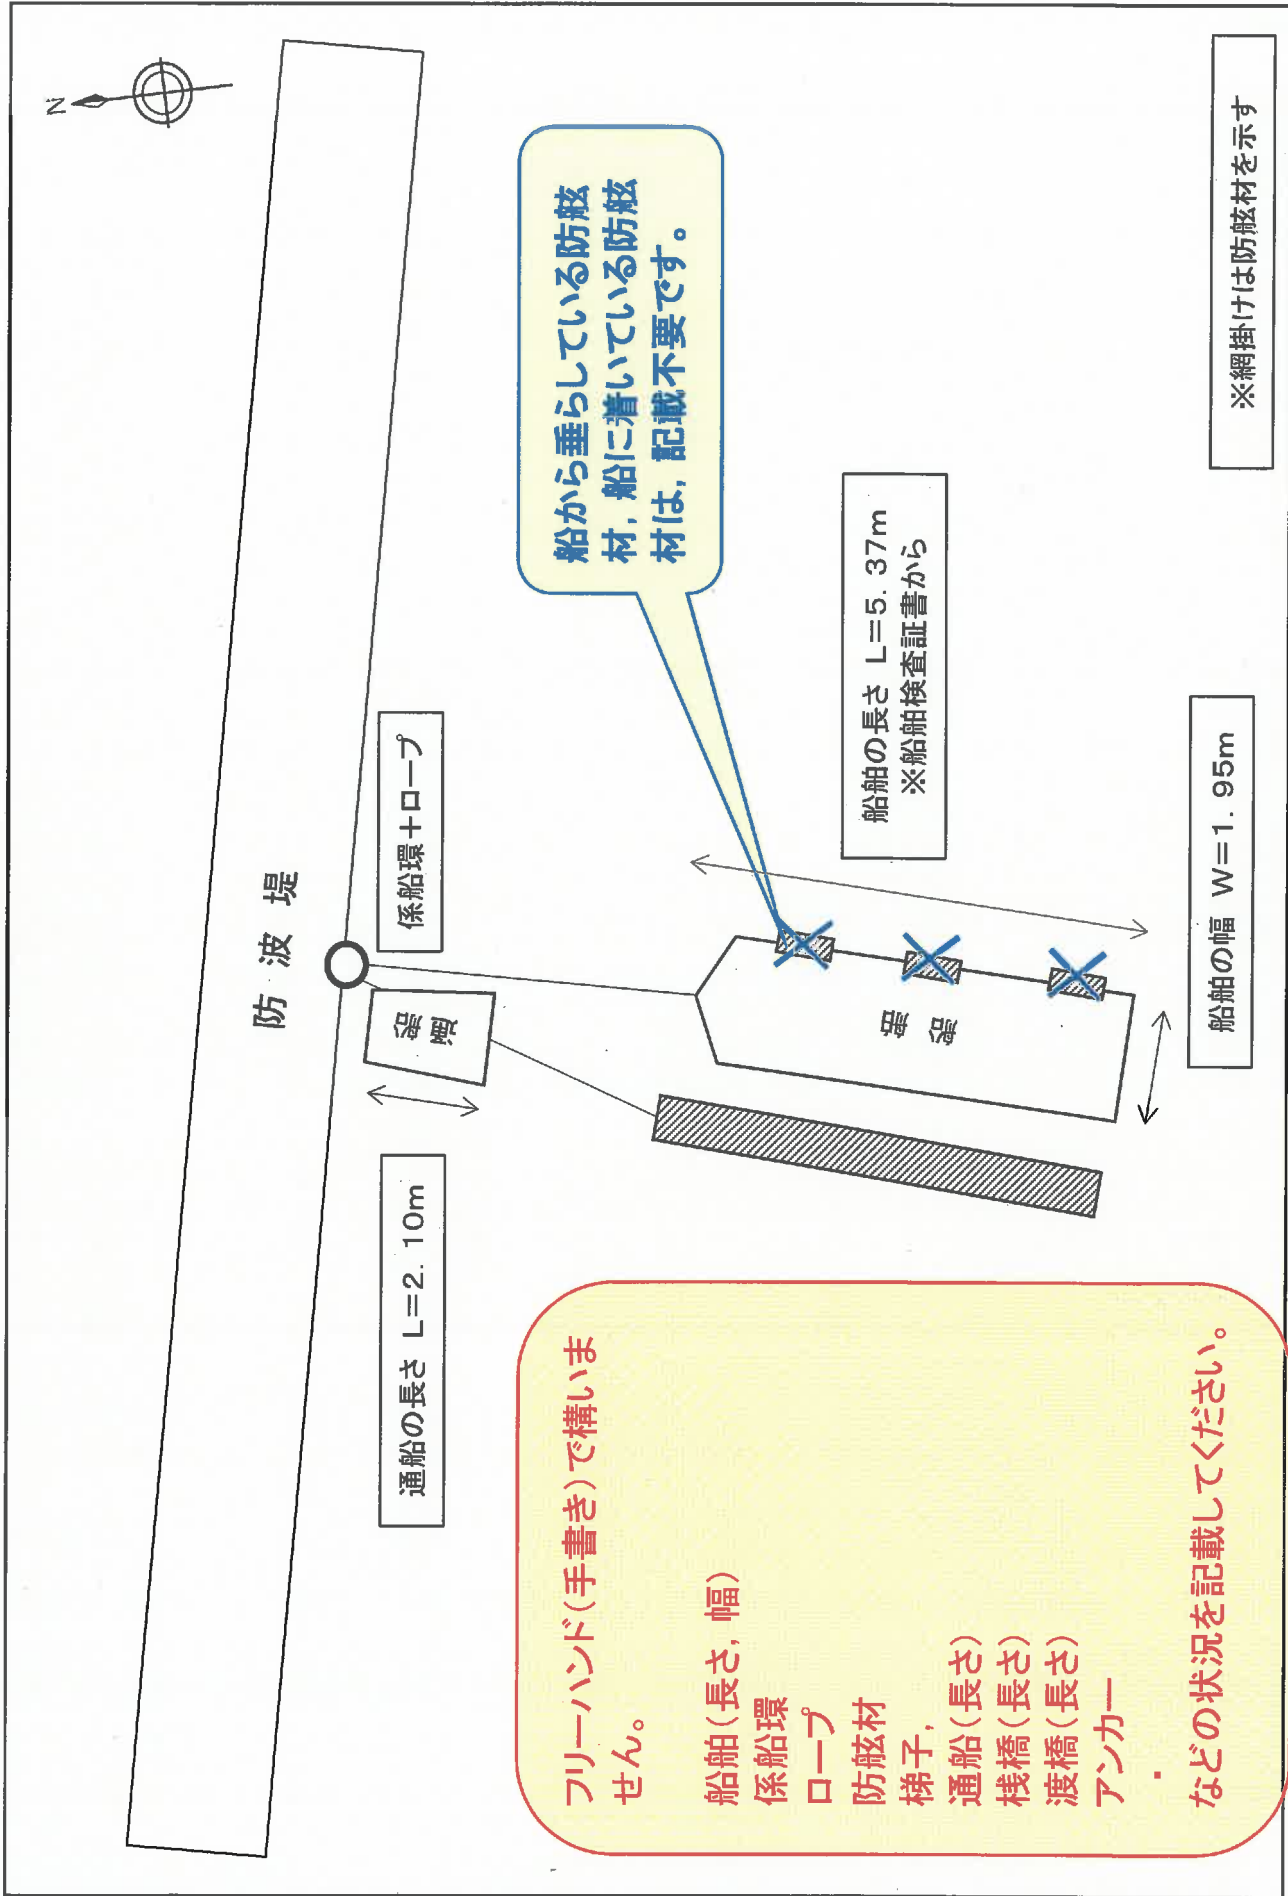 N
防 波 堤
係船環＋ロープ
通船
通船の長さ L＝2．10m
船から垂らしている防舷
材，船に着いている防舷
材は，記載不要です。
船舶
船舶の長さ L＝5．37m
※船舶検査証書から
船舶の幅 W＝1．95m
※網掛けは防舷材を示す
フリーハンド（手書き）で構いま
せん。
船舶（長さ，幅）
係船環
ロープ
防舷材
梯子，
通船（長さ）
桟橋（長さ）
渡橋（長さ）
アンカー
・
などの状況を記載してください。